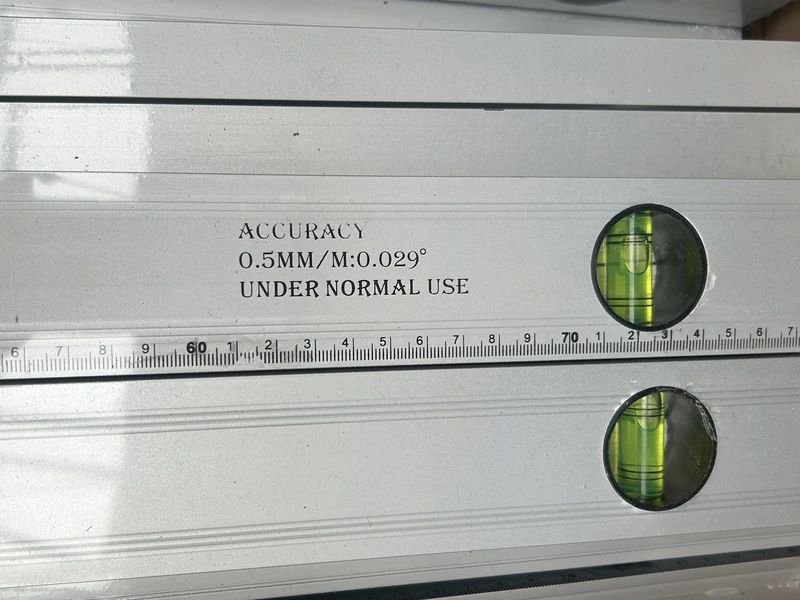 ACCURACY
0.5MM/M:0.029°
UNDER NORMAL USE
6 7 8 9 60 1 2 3 4 5 6 7 8 9 70 1 2 3 4 5 6 7